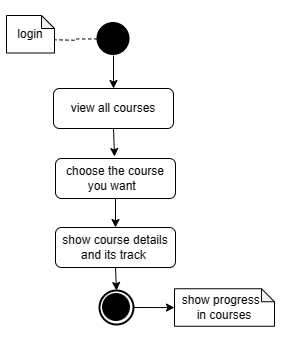 login
view all courses
choose the course
you want
show course details
and its track
show progress
in courses